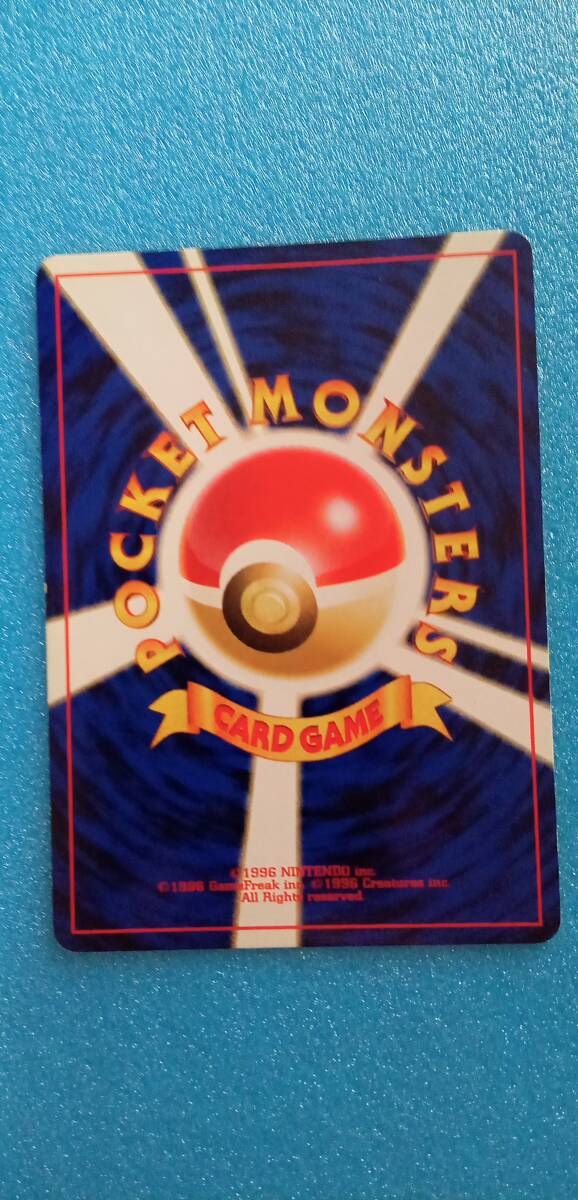 POCKET MONSTERS
CARD GAME
©1996 NINTENDO inc.
©1996 GameFreak inc. ©1996 Creatures inc.
All Rights reserved.